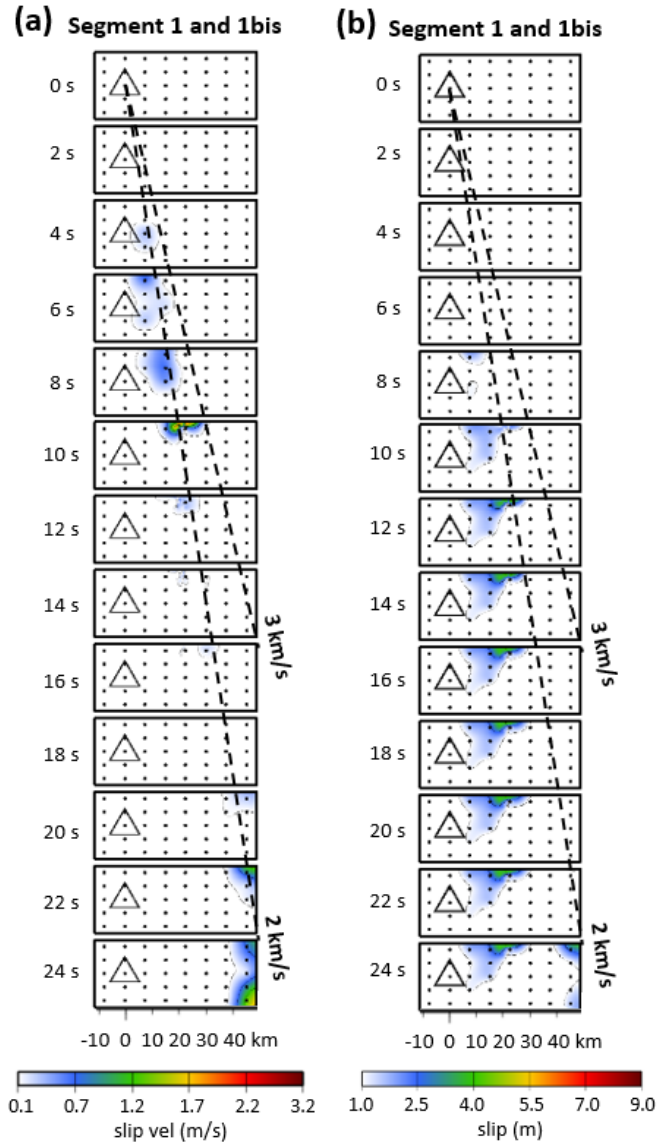 (a) Segment 1 and 1bis
0 s
2 s
4 s
6 s
8 s
10 s
12 s
14 s
16 s
18 s
20 s
22 s
24 s
3 km/s
2 km/s
-10 0 10 20 30 40 km
0.1 0.7 1.2 1.7 2.2 2.7 3.2
slip vel (m/s)
(b) Segment 1 and 1bis
0 s
2 s
4 s
6 s
8 s
10 s
12 s
14 s
16 s
18 s
20 s
22 s
24 s
3 km/s
2 km/s
-10 0 10 20 30 40 km
1.0 2.5 4.0 5.5 7.0 9.0
slip (m)